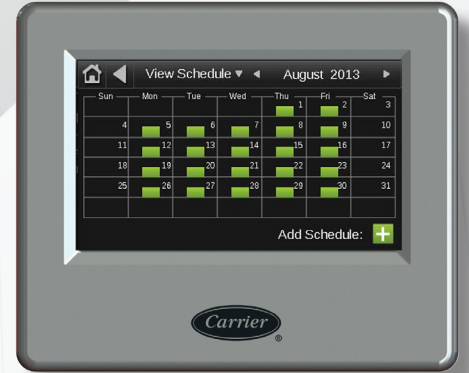 View Schedule ▼ ◄ August 2013 ►
Sun Mon Tue Wed Thu Fri Sat
1 2 3
4 5 6 7 8 9 10
11 12 13 14 15 16 17
18 19 20 21 22 23 24
25 26 27 28 29 30 31
Add Schedule: +
Carrier
®